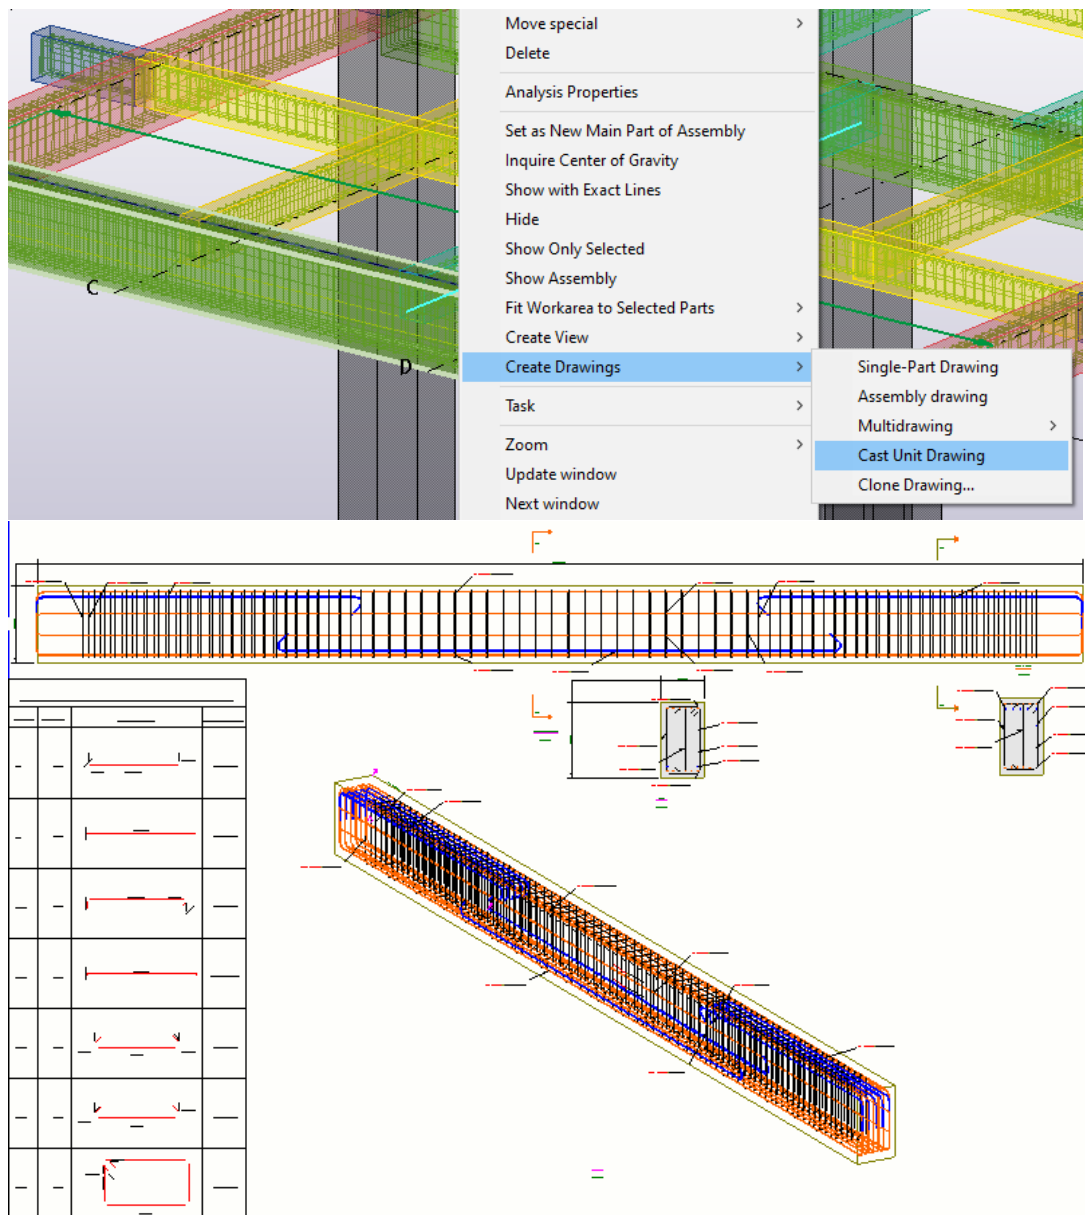 Move special
Delete
Analysis Properties
Set as New Main Part of Assembly
Inquire Center of Gravity
Show with Exact Lines
Hide
Show Only Selected
Show Assembly
Fit Workarea to Selected Parts
Create View
Create Drawings
Task
Zoom
Update window
Next window
Single-Part Drawing
Assembly drawing
Multidrawing
Cast Unit Drawing
Clone Drawing...
C
D